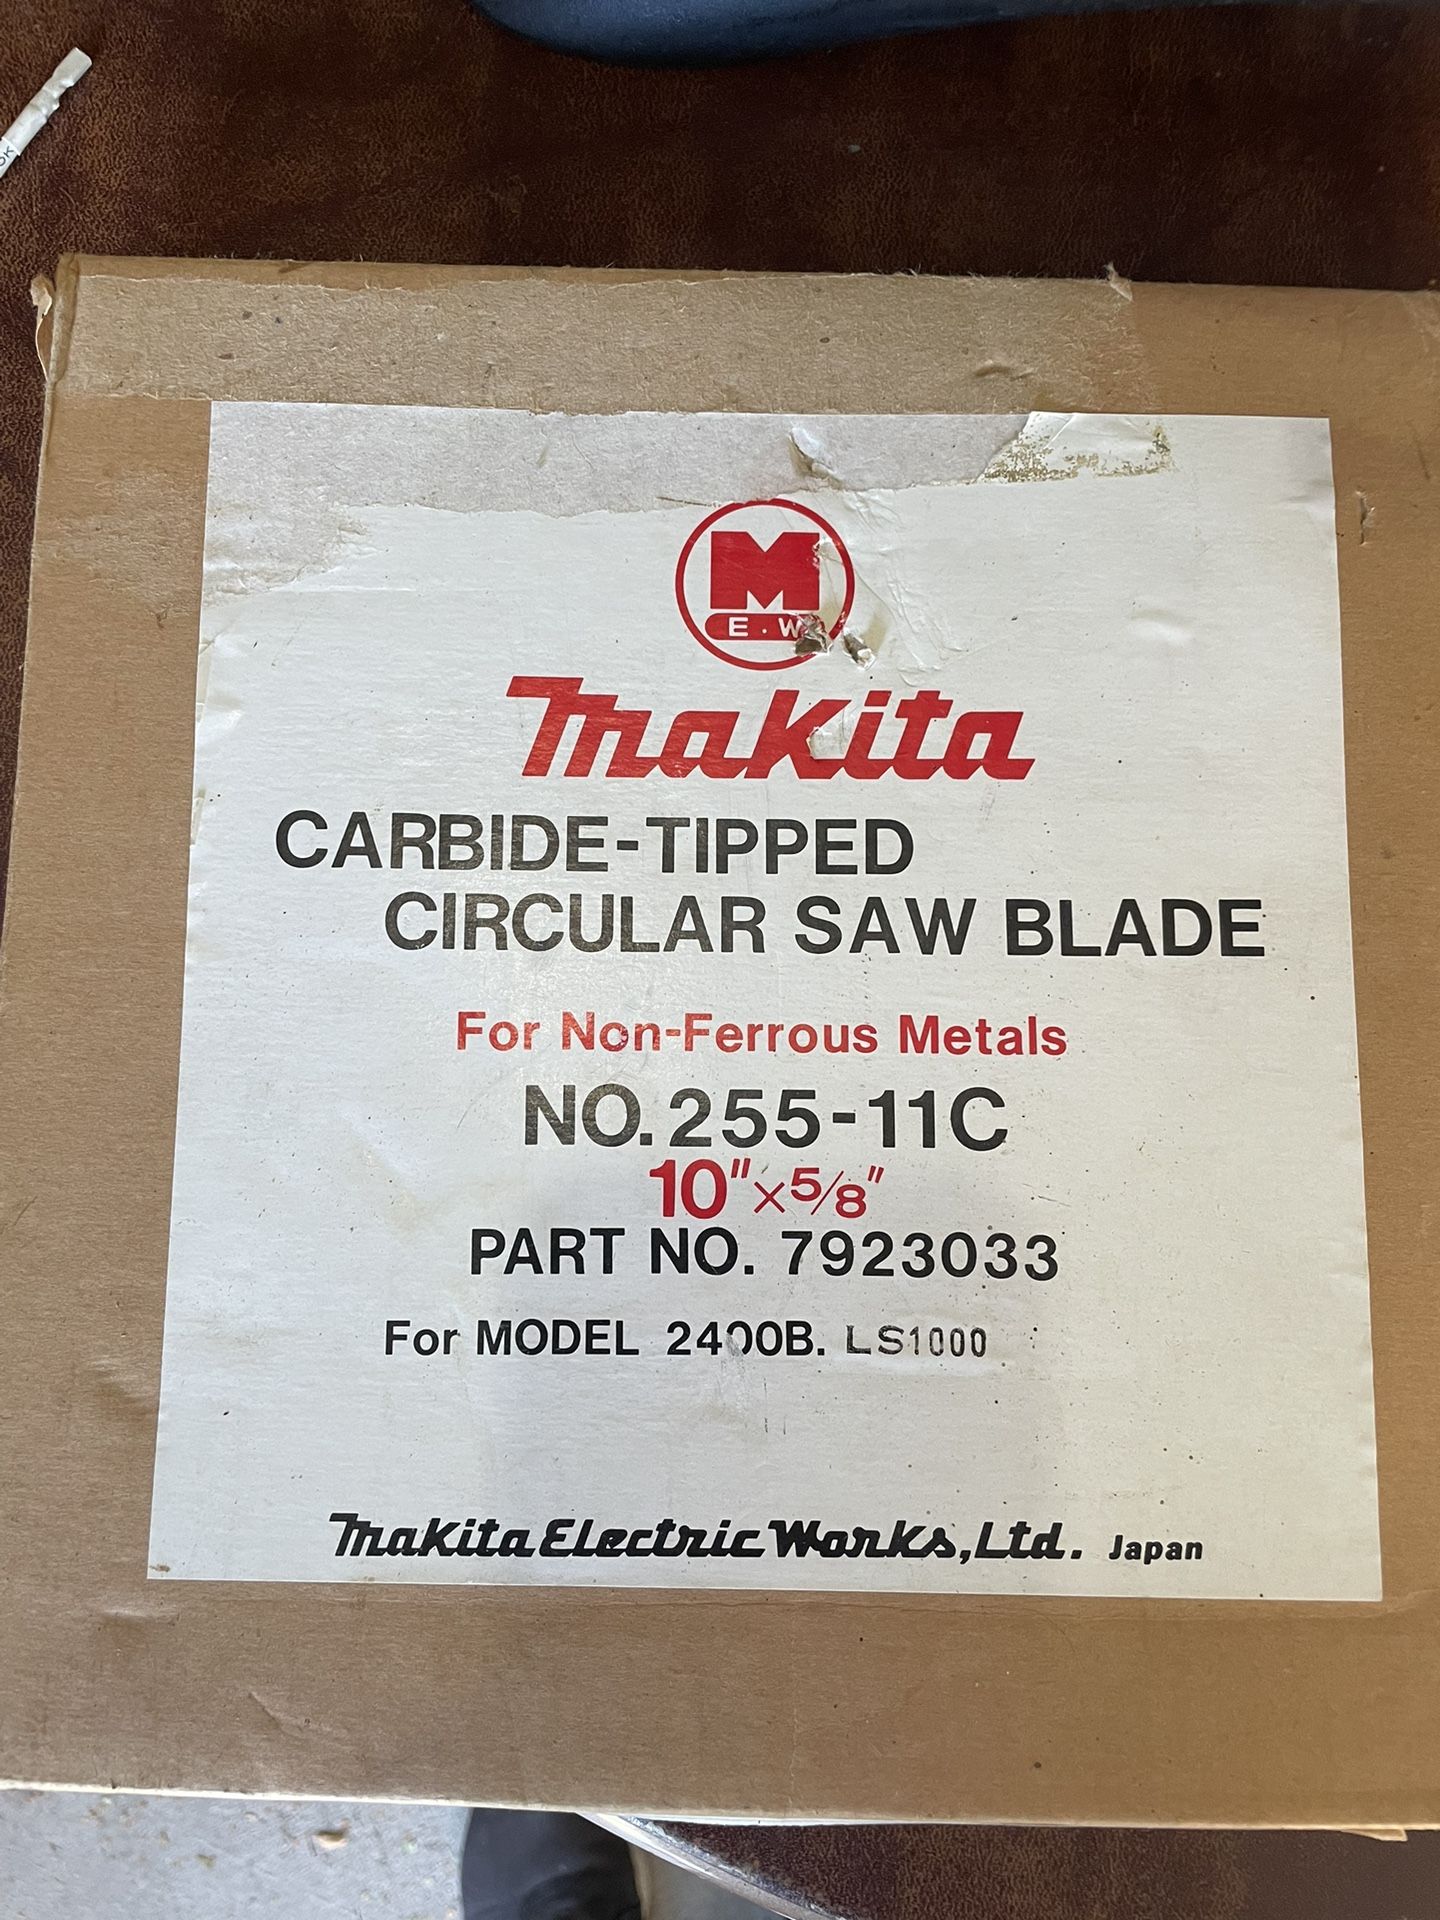 OK
M
E·W
makita
CARBIDE-TIPPED
CIRCULAR SAW BLADE
For Non-Ferrous Metals
NO.255-11C
10"×5/8"
PART NO. 7923033
For MODEL 2400B. LS1000
Makita Electric Works, Ltd. Japan